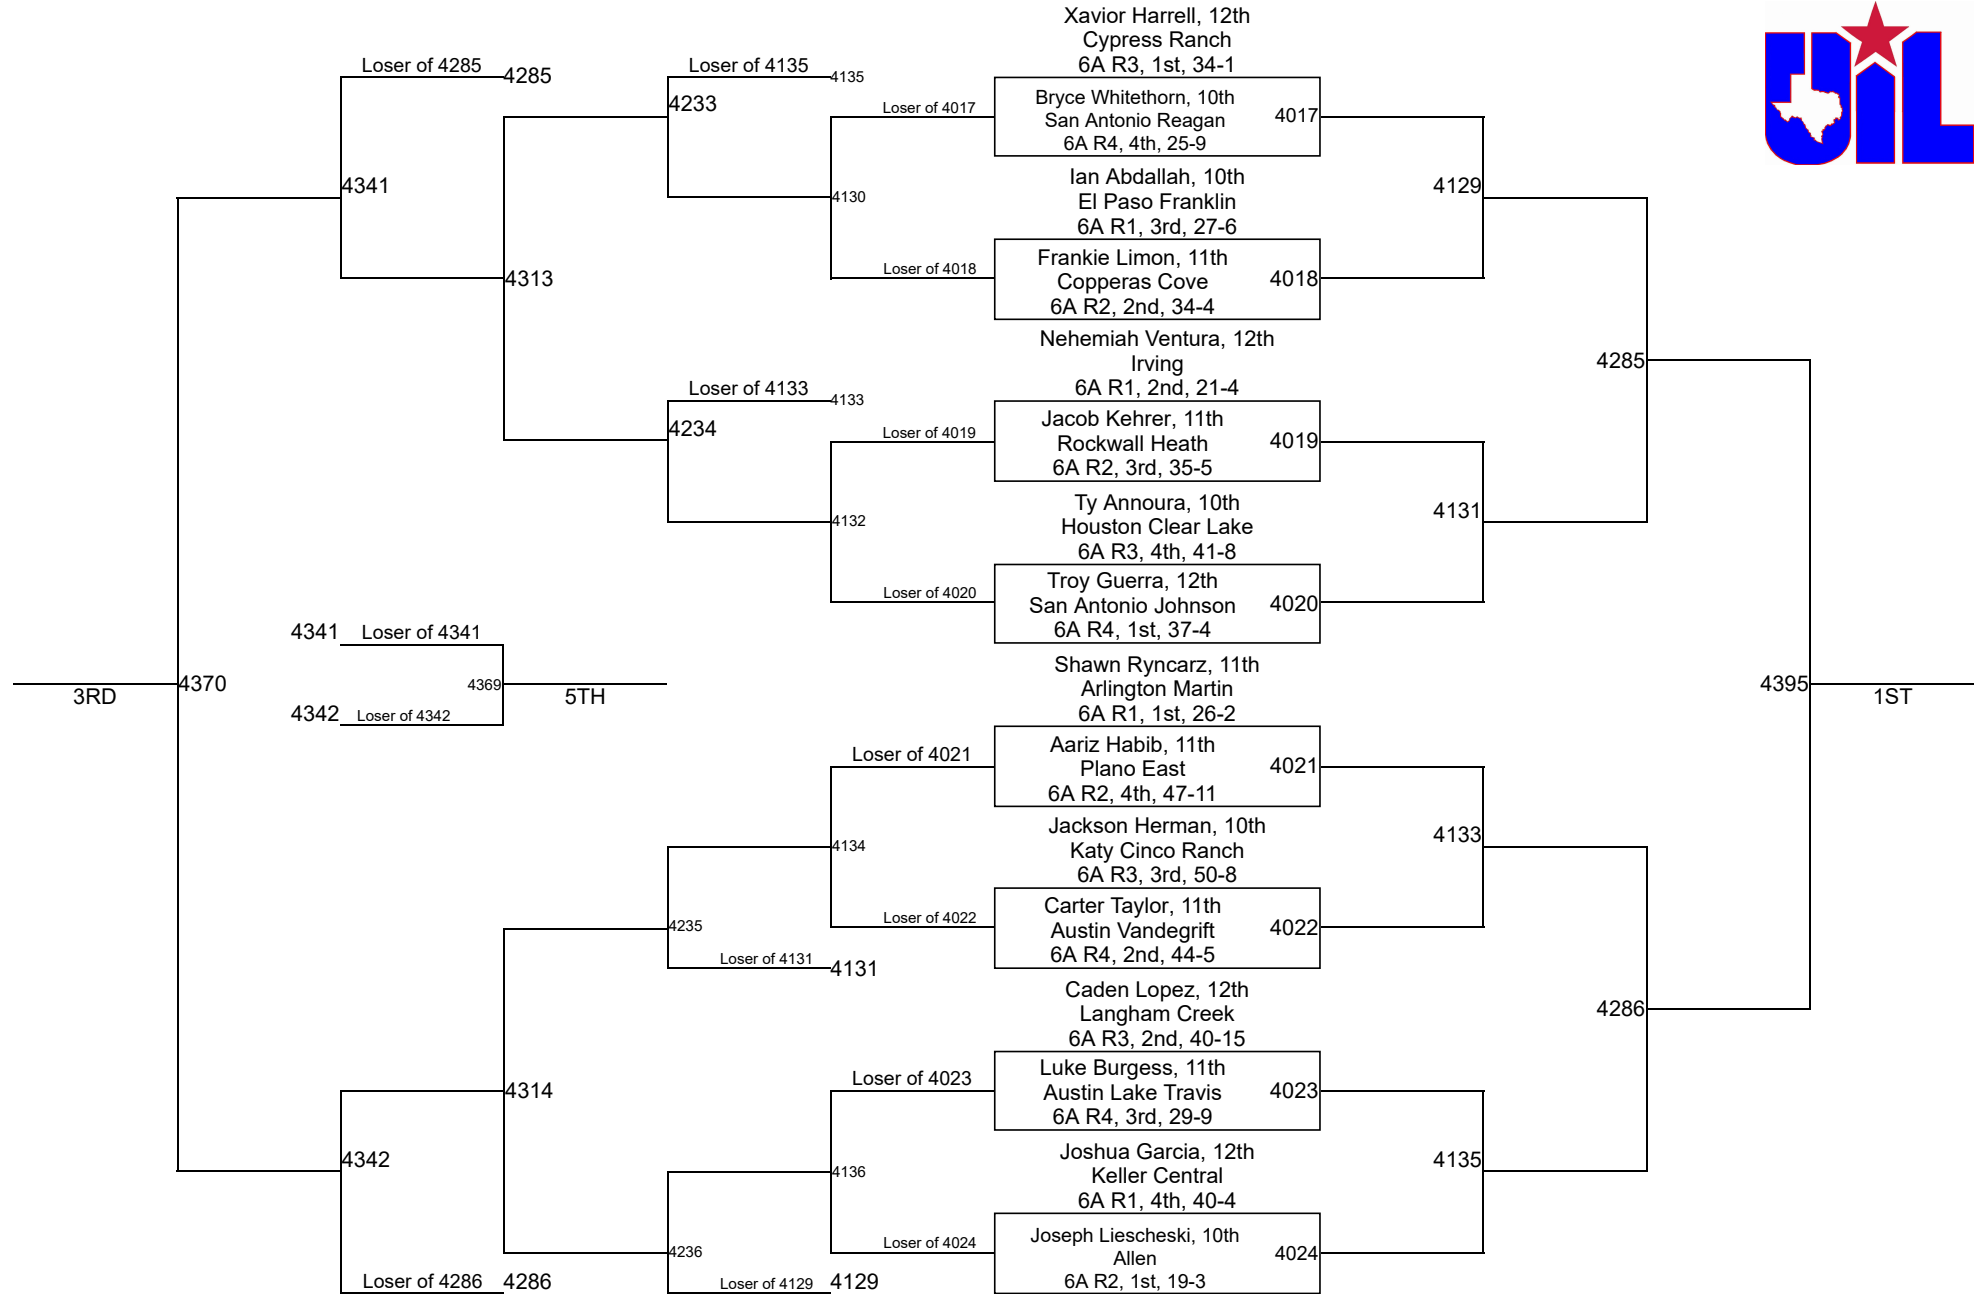 Xavior Harrell, 12th
Cypress Ranch
6A R3, 1st, 34-1
Loser of 4285
4285
Loser of 4135
4135
4233
Loser of 4017
Bryce Whitethorn, 10th
San Antonio Reagan
6A R4, 4th, 25-9
4017
UIL
4341
4130
Ian Abdallah, 10th
El Paso Franklin
6A R1, 3rd, 27-6
4129
4313
Loser of 4018
Frankie Limon, 11th
Copperas Cove
6A R2, 2nd, 34-4
4018
Nehemiah Ventura, 12th
Irving
6A R1, 2nd, 21-4
4285
Loser of 4133
4133
4234
Loser of 4019
Jacob Kehrer, 11th
Rockwall Heath
6A R2, 3rd, 35-5
4019
4132
Ty Annoura, 10th
Houston Clear Lake
6A R3, 4th, 41-8
4131
Loser of 4020
Troy Guerra, 12th
San Antonio Johnson
6A R4, 1st, 37-4
4020
4341
Loser of 4341
3RD
4370
4369
5TH
4342
Loser of 4342
Shawn Ryncarz, 11th
Arlington Martin
6A R1, 1st, 26-2
4395
1ST
Loser of 4021
Aariz Habib, 11th
Plano East
6A R2, 4th, 47-11
4021
4134
Jackson Herman, 10th
Katy Cinco Ranch
6A R3, 3rd, 50-8
4133
4235
Loser of 4022
Carter Taylor, 11th
Austin Vandegrift
6A R4, 2nd, 44-5
4022
Loser of 4131
4131
Caden Lopez, 12th
Langham Creek
6A R3, 2nd, 40-15
4286
4314
Loser of 4023
Luke Burgess, 11th
Austin Lake Travis
6A R4, 3rd, 29-9
4023
4342
4136
Joshua Garcia, 12th
Keller Central
6A R1, 4th, 40-4
4135
4236
Loser of 4024
Joseph Liescheski, 10th
Allen
6A R2, 1st, 19-3
4024
Loser of 4286
4286
Loser of 4129
4129